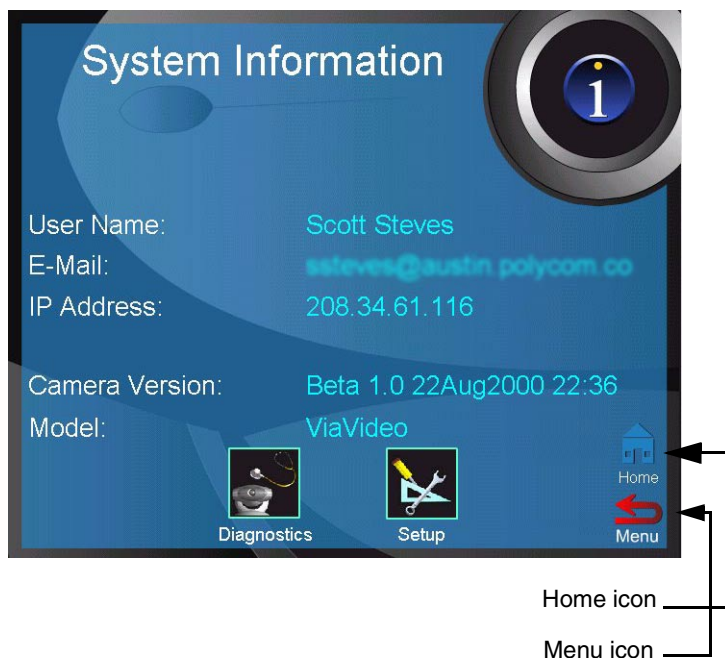 System Information
i
User Name: Scott Steves
E-Mail:
IP Address: 208.34.61.116
Camera Version: Beta 1.0 22Aug2000 22:36
Model: ViaVideo
Home
Diagnostics
Setup
Menu
Home icon
Menu icon